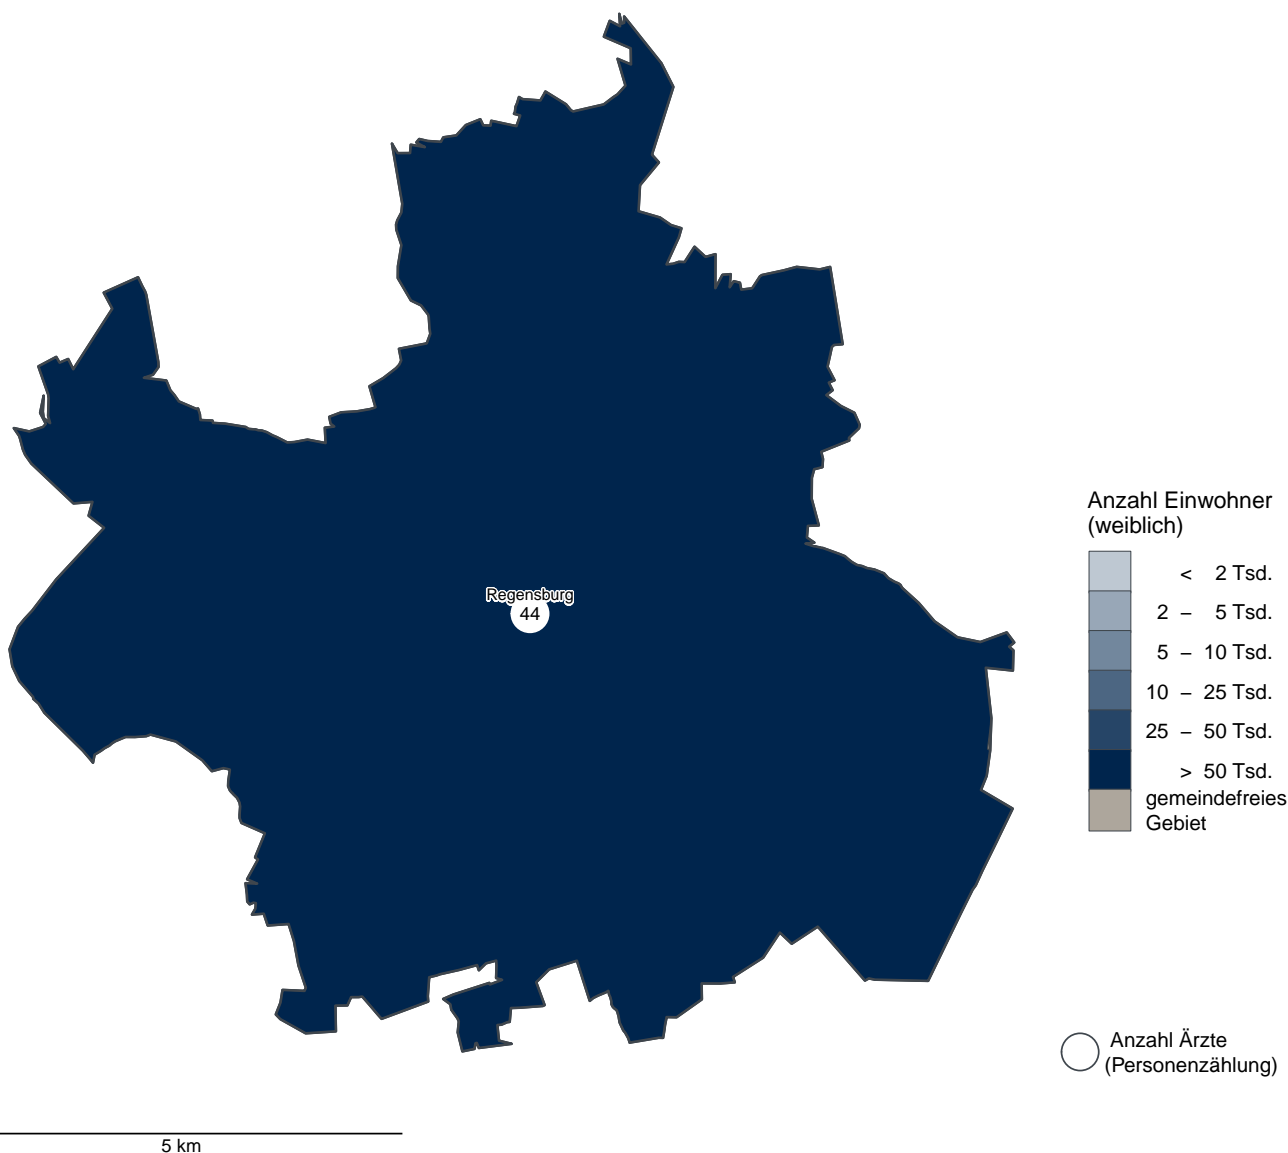 Regensburg
44
Anzahl Einwohner
(weiblich)
< 2 Tsd.
2 – 5 Tsd.
5 – 10 Tsd.
10 – 25 Tsd.
25 – 50 Tsd.
> 50 Tsd.
gemeindefreies
Gebiet
Anzahl Ärzte
(Personenzählung)
5 km